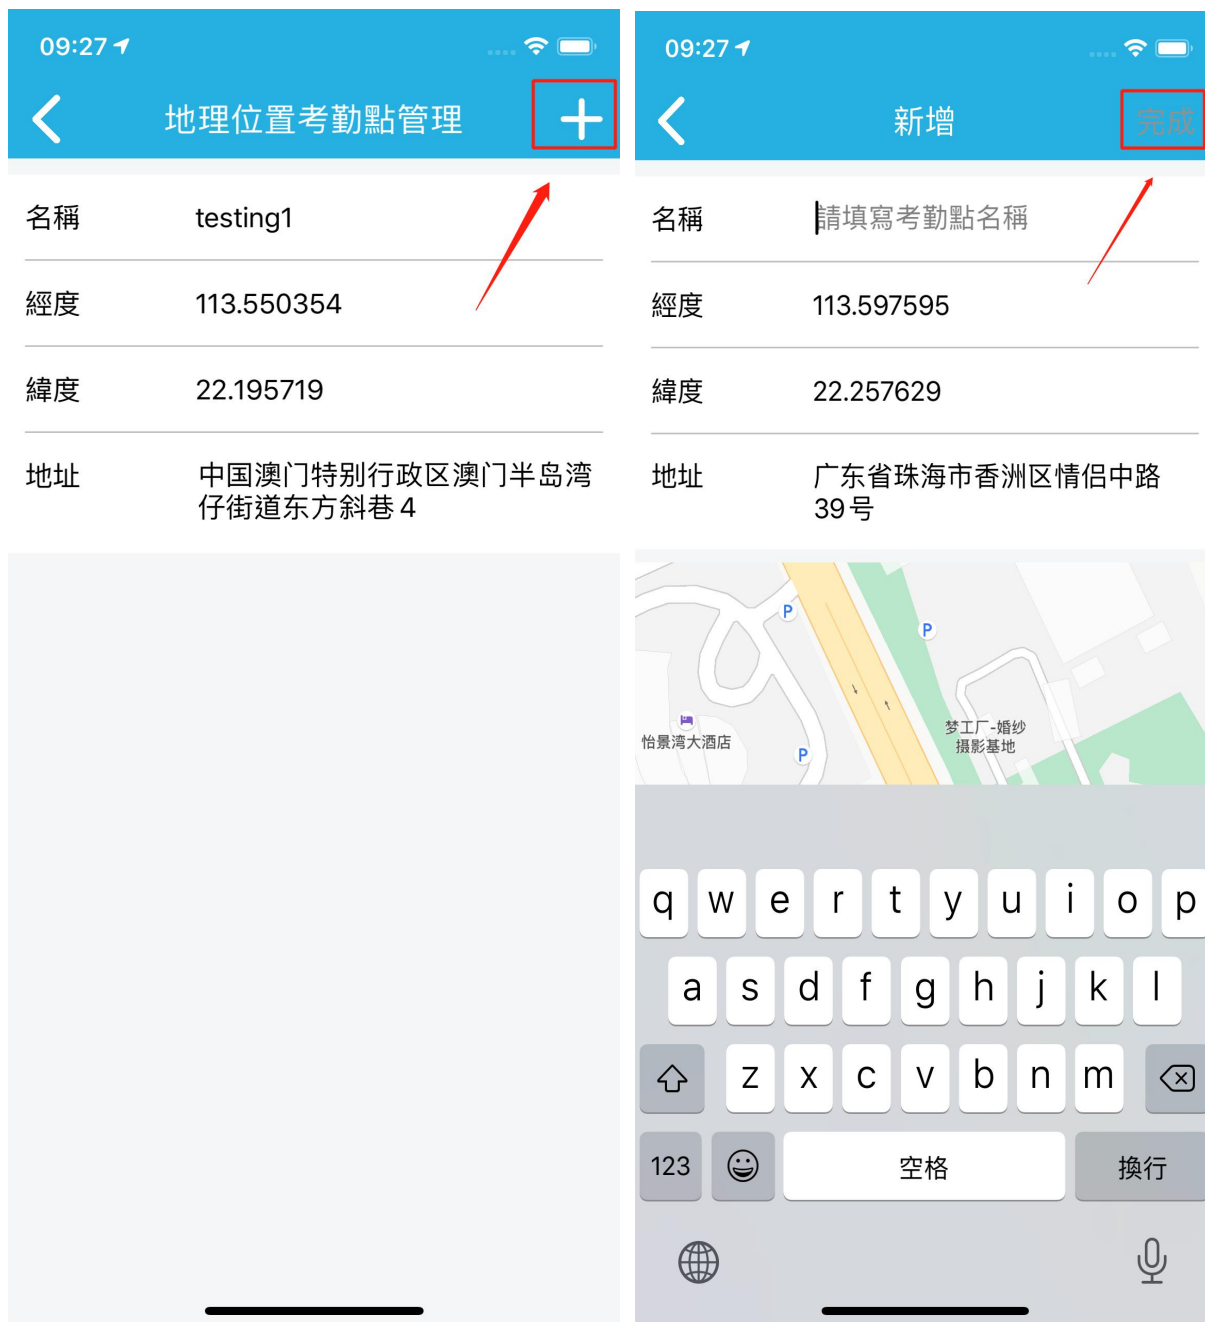 09:27
地理位置考勤點管理
名稱 testing1
經度 113.550354
緯度 22.195719
地址 中国澳门特别行政区澳门半岛湾
仔街道东方斜巷4
09:27
新增 完成
名稱 請填寫考勤點名稱
經度 113.597595
緯度 22.257629
地址 广东省珠海市香洲区情侣中路
39号
P
P
梦工厂-婚纱
摄影基地
怡景湾大酒店
P
q w e r t y u i o p
a s d f g h j k l
z x c v b n m
123 空格 換行